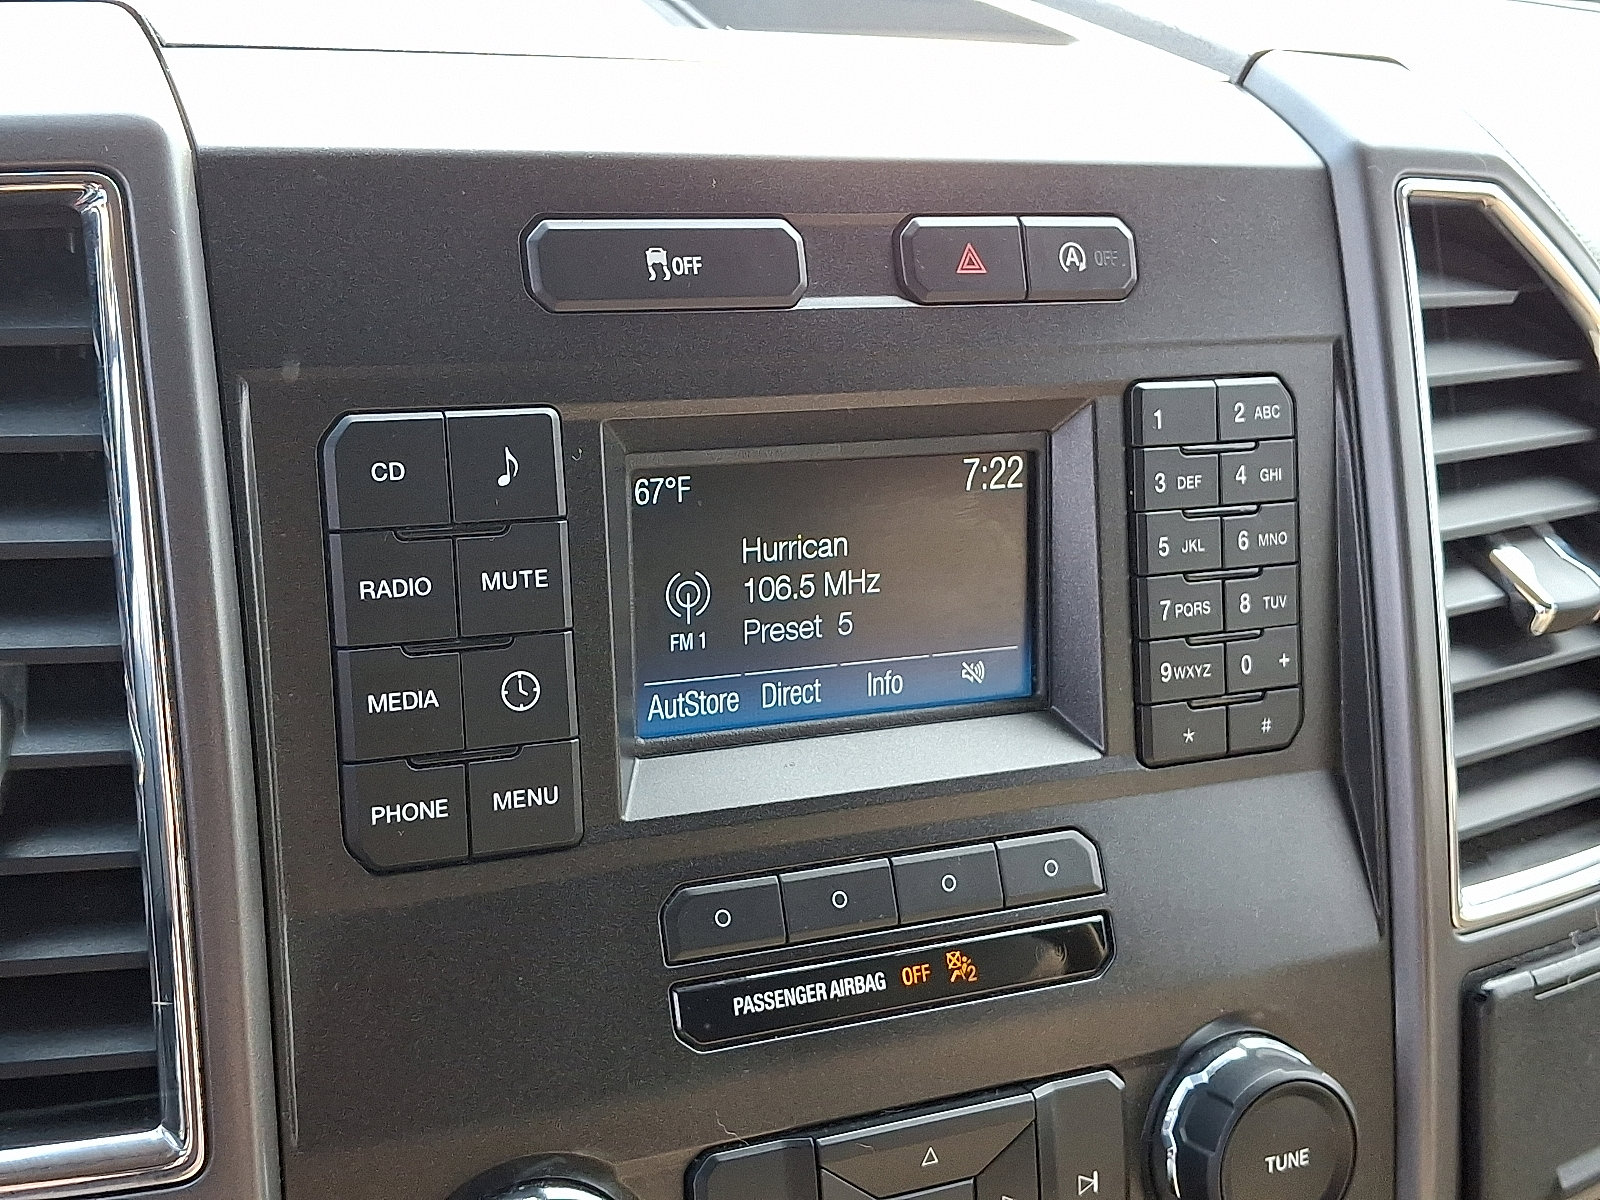 OFF
A OFF
CD
RADIO MUTE
MEDIA
PHONE MENU
67°F 7:22
Hurrican
106.5 MHz
FM 1 Preset 5
AutStore Direct Info
1 2 ABC
3 DEF 4 GHI
5 JKL 6 MNO
7 PQRS 8 TUV
9 WXYZ 0 +
* #
PASSENGER AIRBAG OFF 2
TUNE